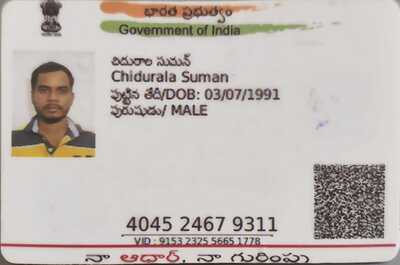 భారత ప్రభుత్వం
Government of India
చిదురాల సుమన్
Chidurala Suman
పుట్టిన తేదీ/DOB: 03/07/1991
పురుషుడు/ MALE
4045 2467 9311
VID : 9153 2325 5665 1778
నా ఆధార్, నా గురింపు